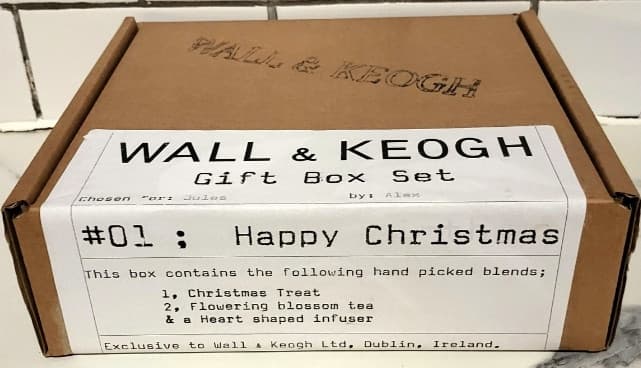 WALL & KEOGH
WALL & KEOGH
Gift Box Set
Chosen for: Jules by: Alex
#01 ; Happy Christmas
This box contains the following hand picked blends;
1, Christmas Treat
2, Flowering blossom tea
& a Heart shaped infuser
Exclusive to Wall & Keogh Ltd, Dublin, Ireland.